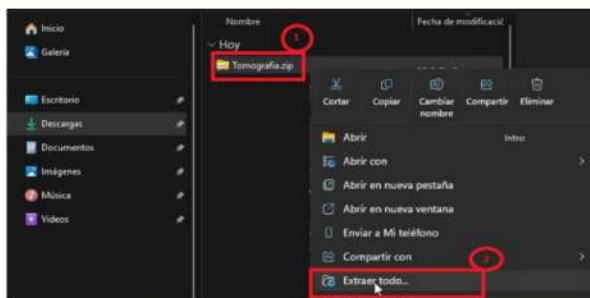 Nombre
Fecha de modificació
Inicio
Galería
Hoy
1
Tomografia.zip
Cortar
Copiar
Cambiar nombre
Compartir
Eliminar
Escritorio
Descargas
Documentos
Imágenes
Música
Videos
Abrir
Intro
Abrir con
Abrir en nueva pestaña
Abrir en nueva ventana
Enviar a Mi teléfono
Compartir con
2
Extraer todo...